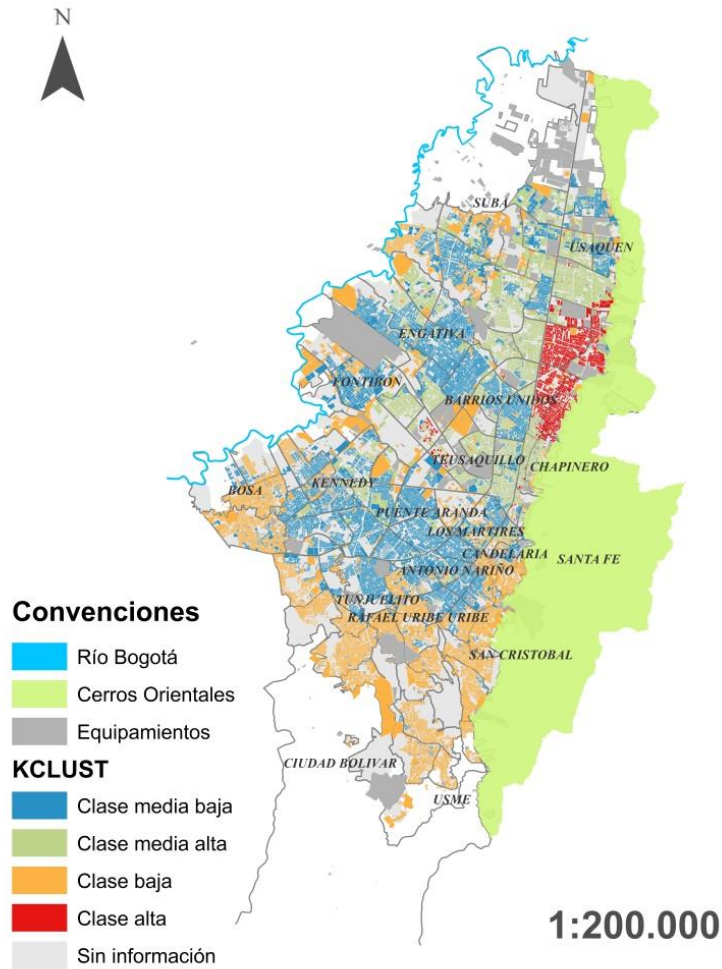 N
SUBA
USAQUEN
ENGATIVA
FONTIBON
BARRIOS UNIDOS
TEUSAQUILLO
CHAPINERO
BOSA
KENNEDY
PUENTE ARANDA
LOS MARTIRES
CANDELARIA
SANTA FE
ANTONIO NARIÑO
TUNJUELITO
RAFAEL URIBE URIBE
SAN CRISTOBAL
CIUDAD BOLIVAR
USME
Convenciones
Río Bogotá
Cerros Orientales
Equipamientos
KCLUST
Clase media baja
Clase media alta
Clase baja
Clase alta
Sin información
1:200.000